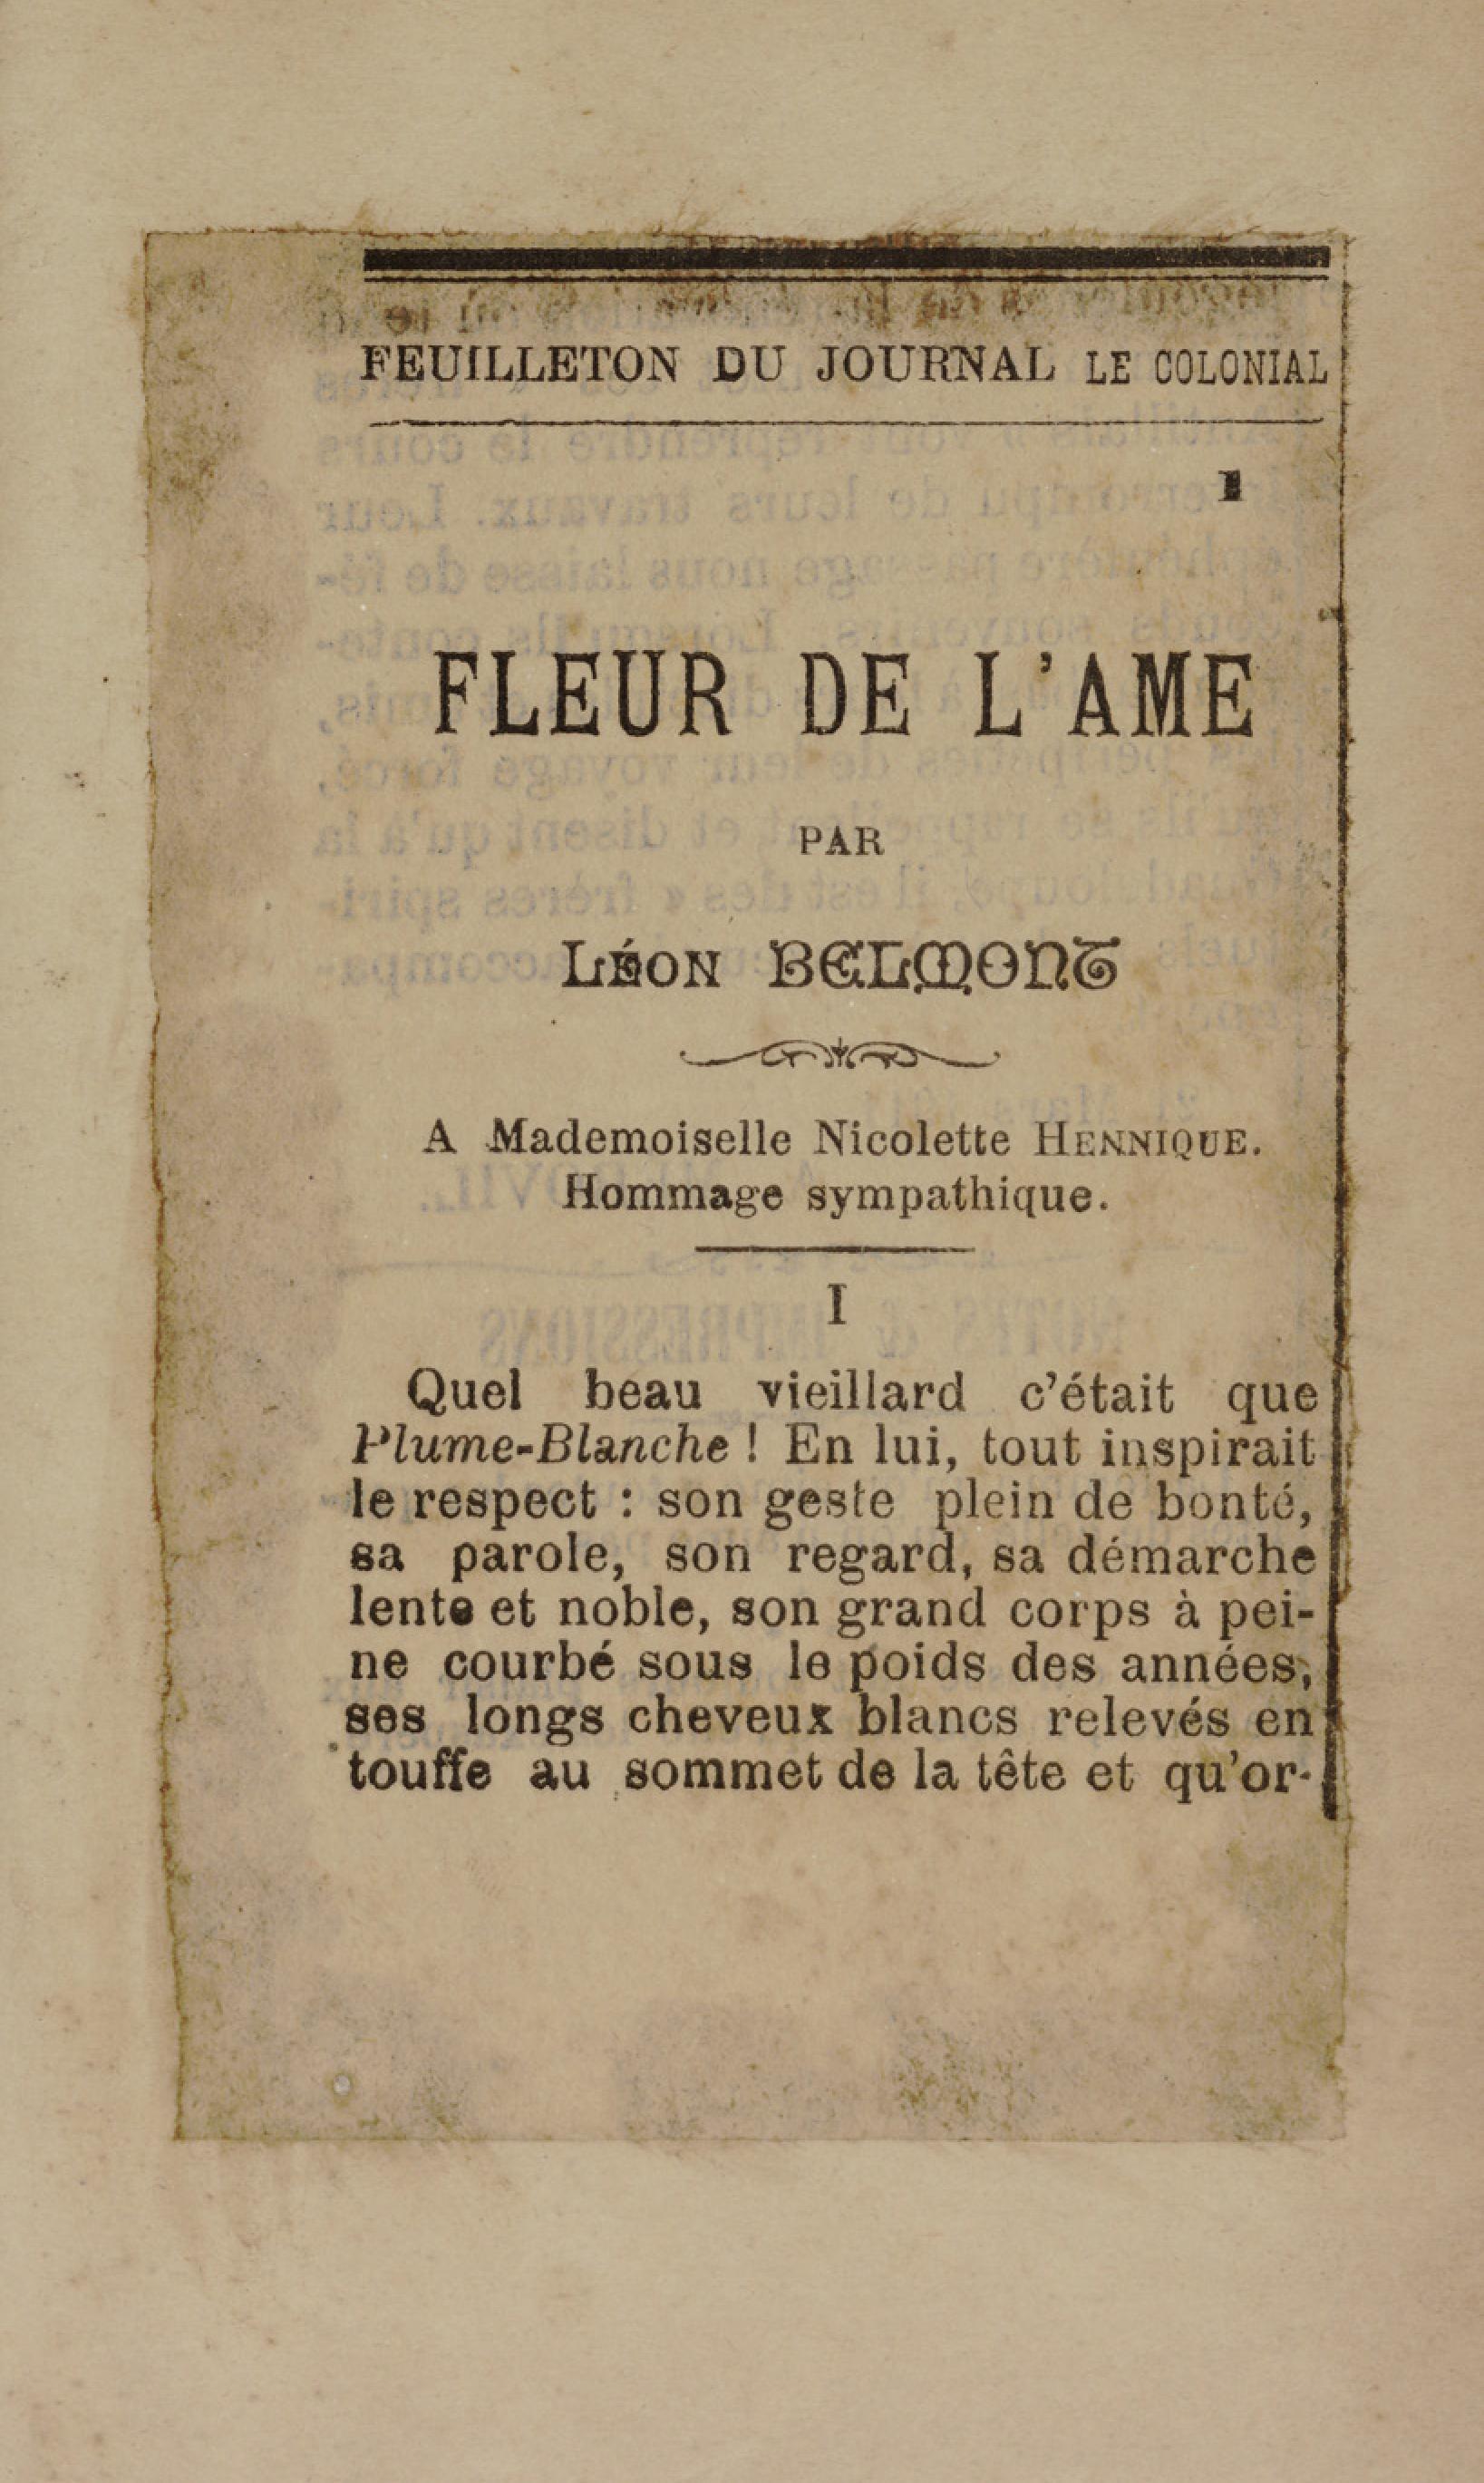 FEUILLETON DU JOURNAL LE COLONIAL
1
FLEUR DE L'AME
PAR
LÉON BELMONT
A Mademoiselle Nicolette HENNIQUE.
Hommage sympathique.
I
Quel beau vieillard c'était que
Plume-Blanche ! En lui, tout inspirait
le respect : son geste plein de bonté,
sa parole, son regard, sa démarche
lente et noble, son grand corps à pei-
ne courbé sous le poids des années,
ses longs cheveux blancs relevés en
touffe au sommet de la tête et qu'or-